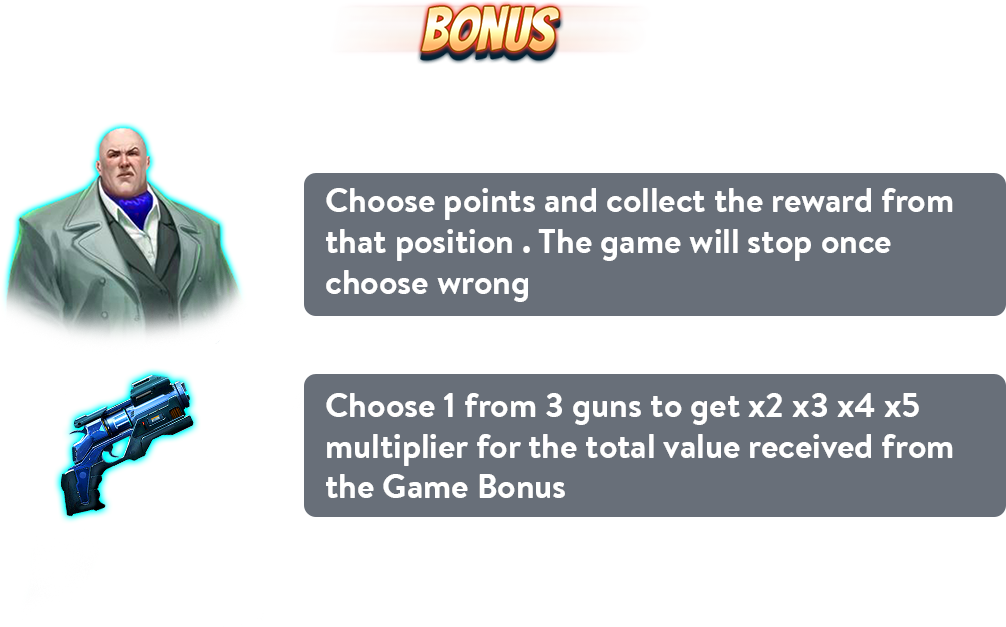 BONUS
Choose points and collect the reward from
that position . The game will stop once
choose wrong
Choose 1 from 3 guns to get x2 x3 x4 x5
multiplier for the total value received from
the Game Bonus